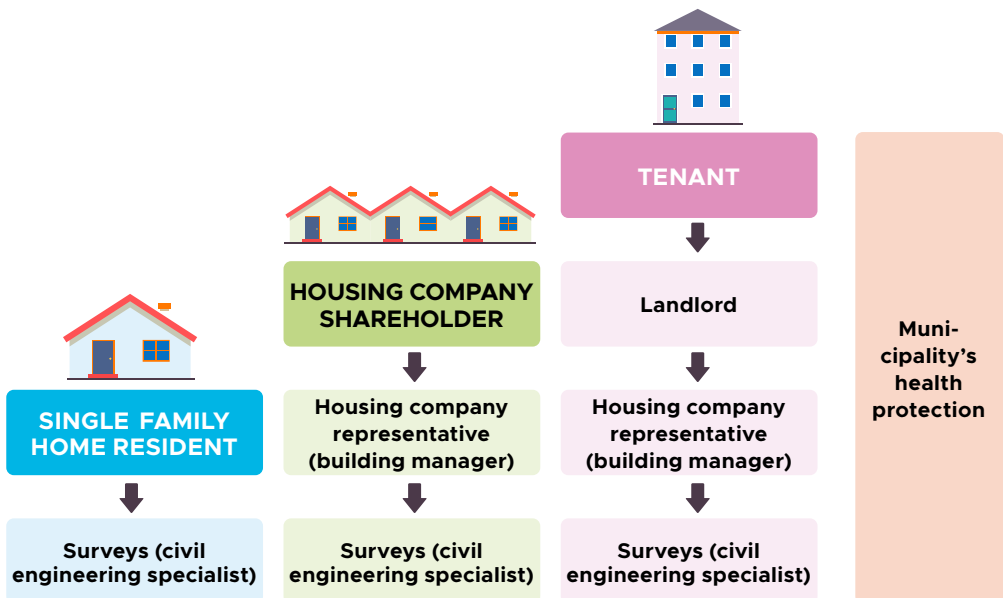 TENANT
HOUSING COMPANY
SHAREHOLDER
Landlord
Muni-
cipality's
health
protection
SINGLE FAMILY
HOME RESIDENT
Housing company
representative
(building manager)
Housing company
representative
(building manager)
Surveys (civil
engineering specialist)
Surveys (civil
engineering specialist)
Surveys (civil
engineering specialist)